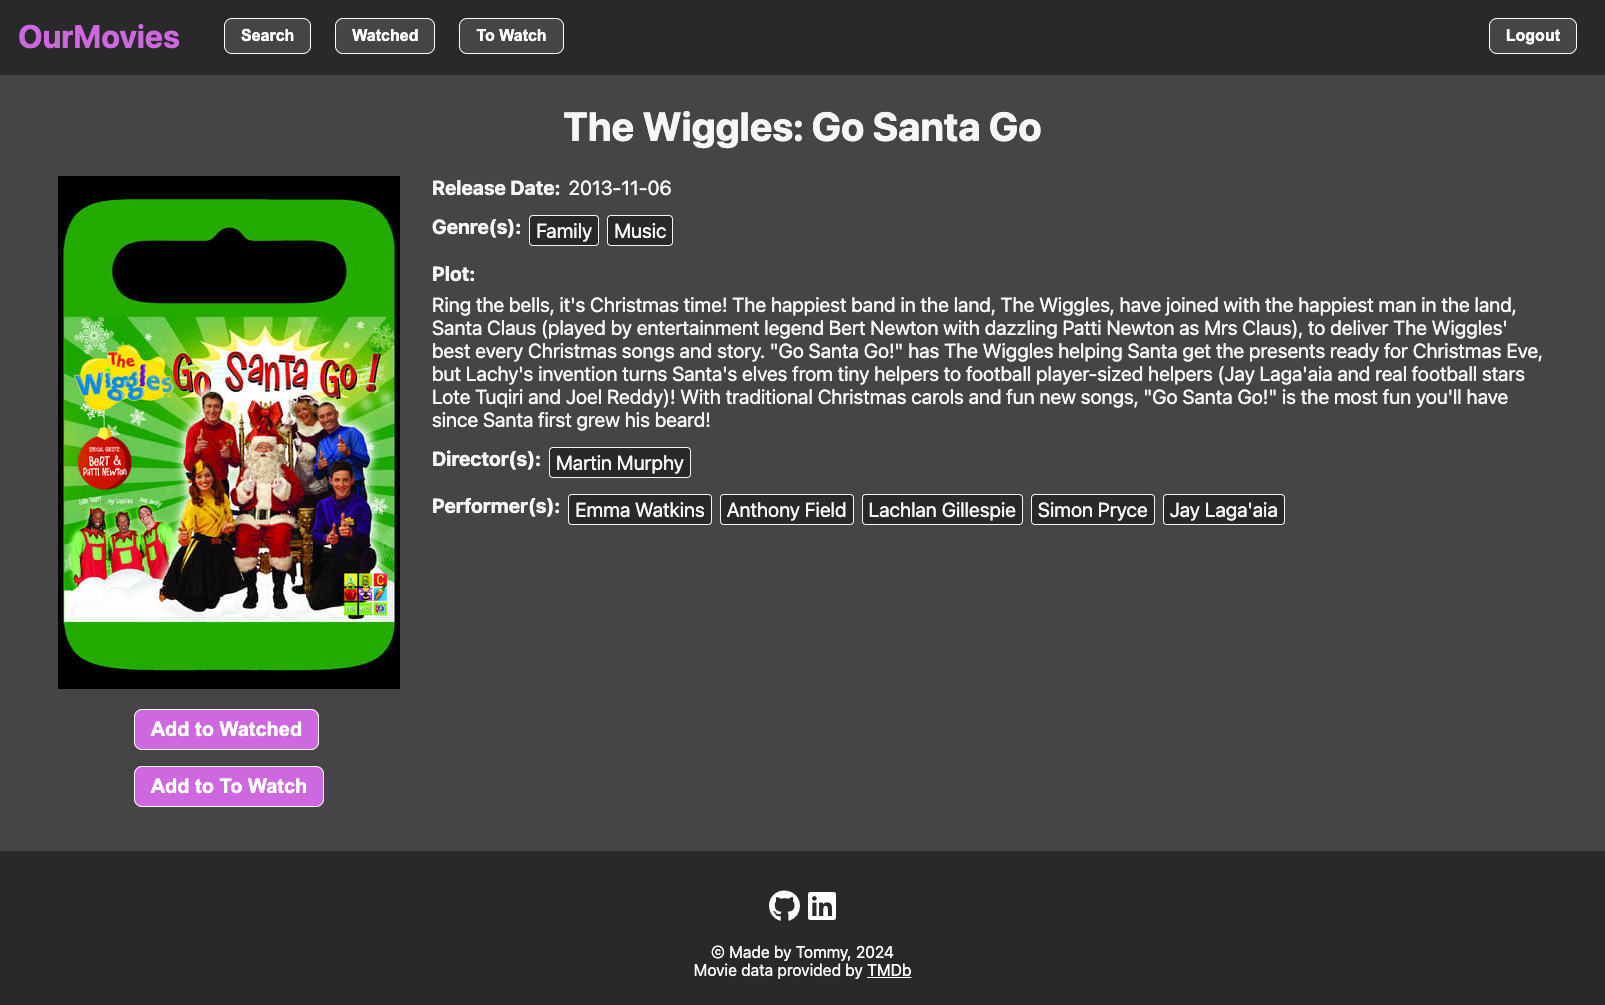 OurMovies
Search
Watched
To Watch
Logout
The Wiggles: Go Santa Go
The
Wiggles
Go Santa Go!
SPECIAL GUESTS
BERT &
PATTI NEWTON
A B C
Release Date: 2013-11-06
Genre(s): Family Music
Plot:
Ring the bells, it's Christmas time! The happiest band in the land, The Wiggles, have joined with the happiest man in the land,
Santa Claus (played by entertainment legend Bert Newton with dazzling Patti Newton as Mrs Claus), to deliver The Wiggles'
best every Christmas songs and story. "Go Santa Go!" has The Wiggles helping Santa get the presents ready for Christmas Eve,
but Lachy's invention turns Santa's elves from tiny helpers to football player-sized helpers (Jay Laga'aia and real football stars
Lote Tuqiri and Joel Reddy)! With traditional Christmas carols and fun new songs, "Go Santa Go!" is the most fun you'll have
since Santa first grew his beard!
Director(s): Martin Murphy
Performer(s): Emma Watkins Anthony Field Lachlan Gillespie Simon Pryce Jay Laga'aia
Add to Watched
Add to To Watch
© Made by Tommy, 2024
Movie data provided by TMDb